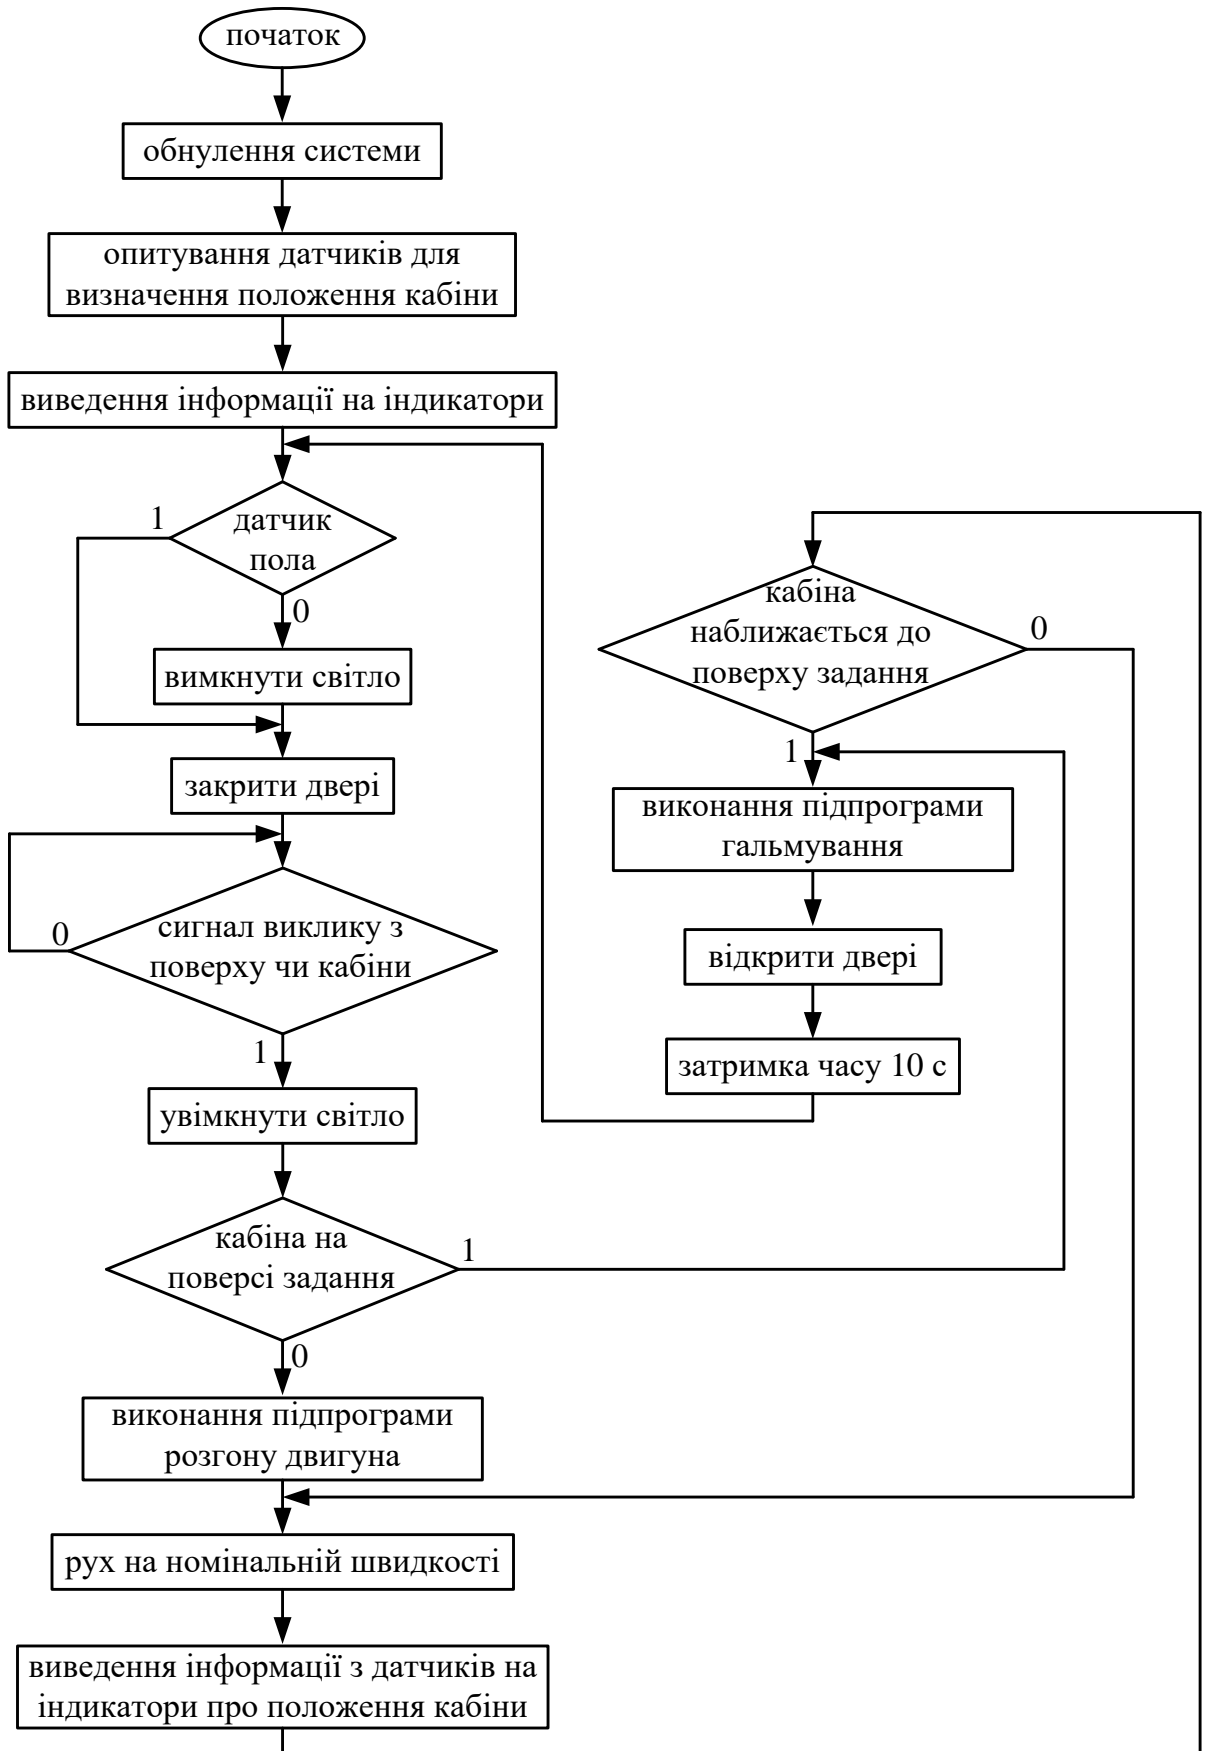 початок
обнулення системи
опитування датчиків для
визначення положення кабіни
виведення інформації на індикатори
1
датчик
пола
0
вимкнути світло
закрити двері
0
сигнал виклику з
поверху чи кабіни
1
увімкнути світло
кабіна на
поверсі задання
1
0
виконання підпрограми
розгону двигуна
рух на номінальній швидкості
виведення інформації з датчиків на
індикатори про положення кабіни
кабіна
наближається до
поверху задання
0
1
виконання підпрограми
гальмування
відкрити двері
затримка часу 10 с